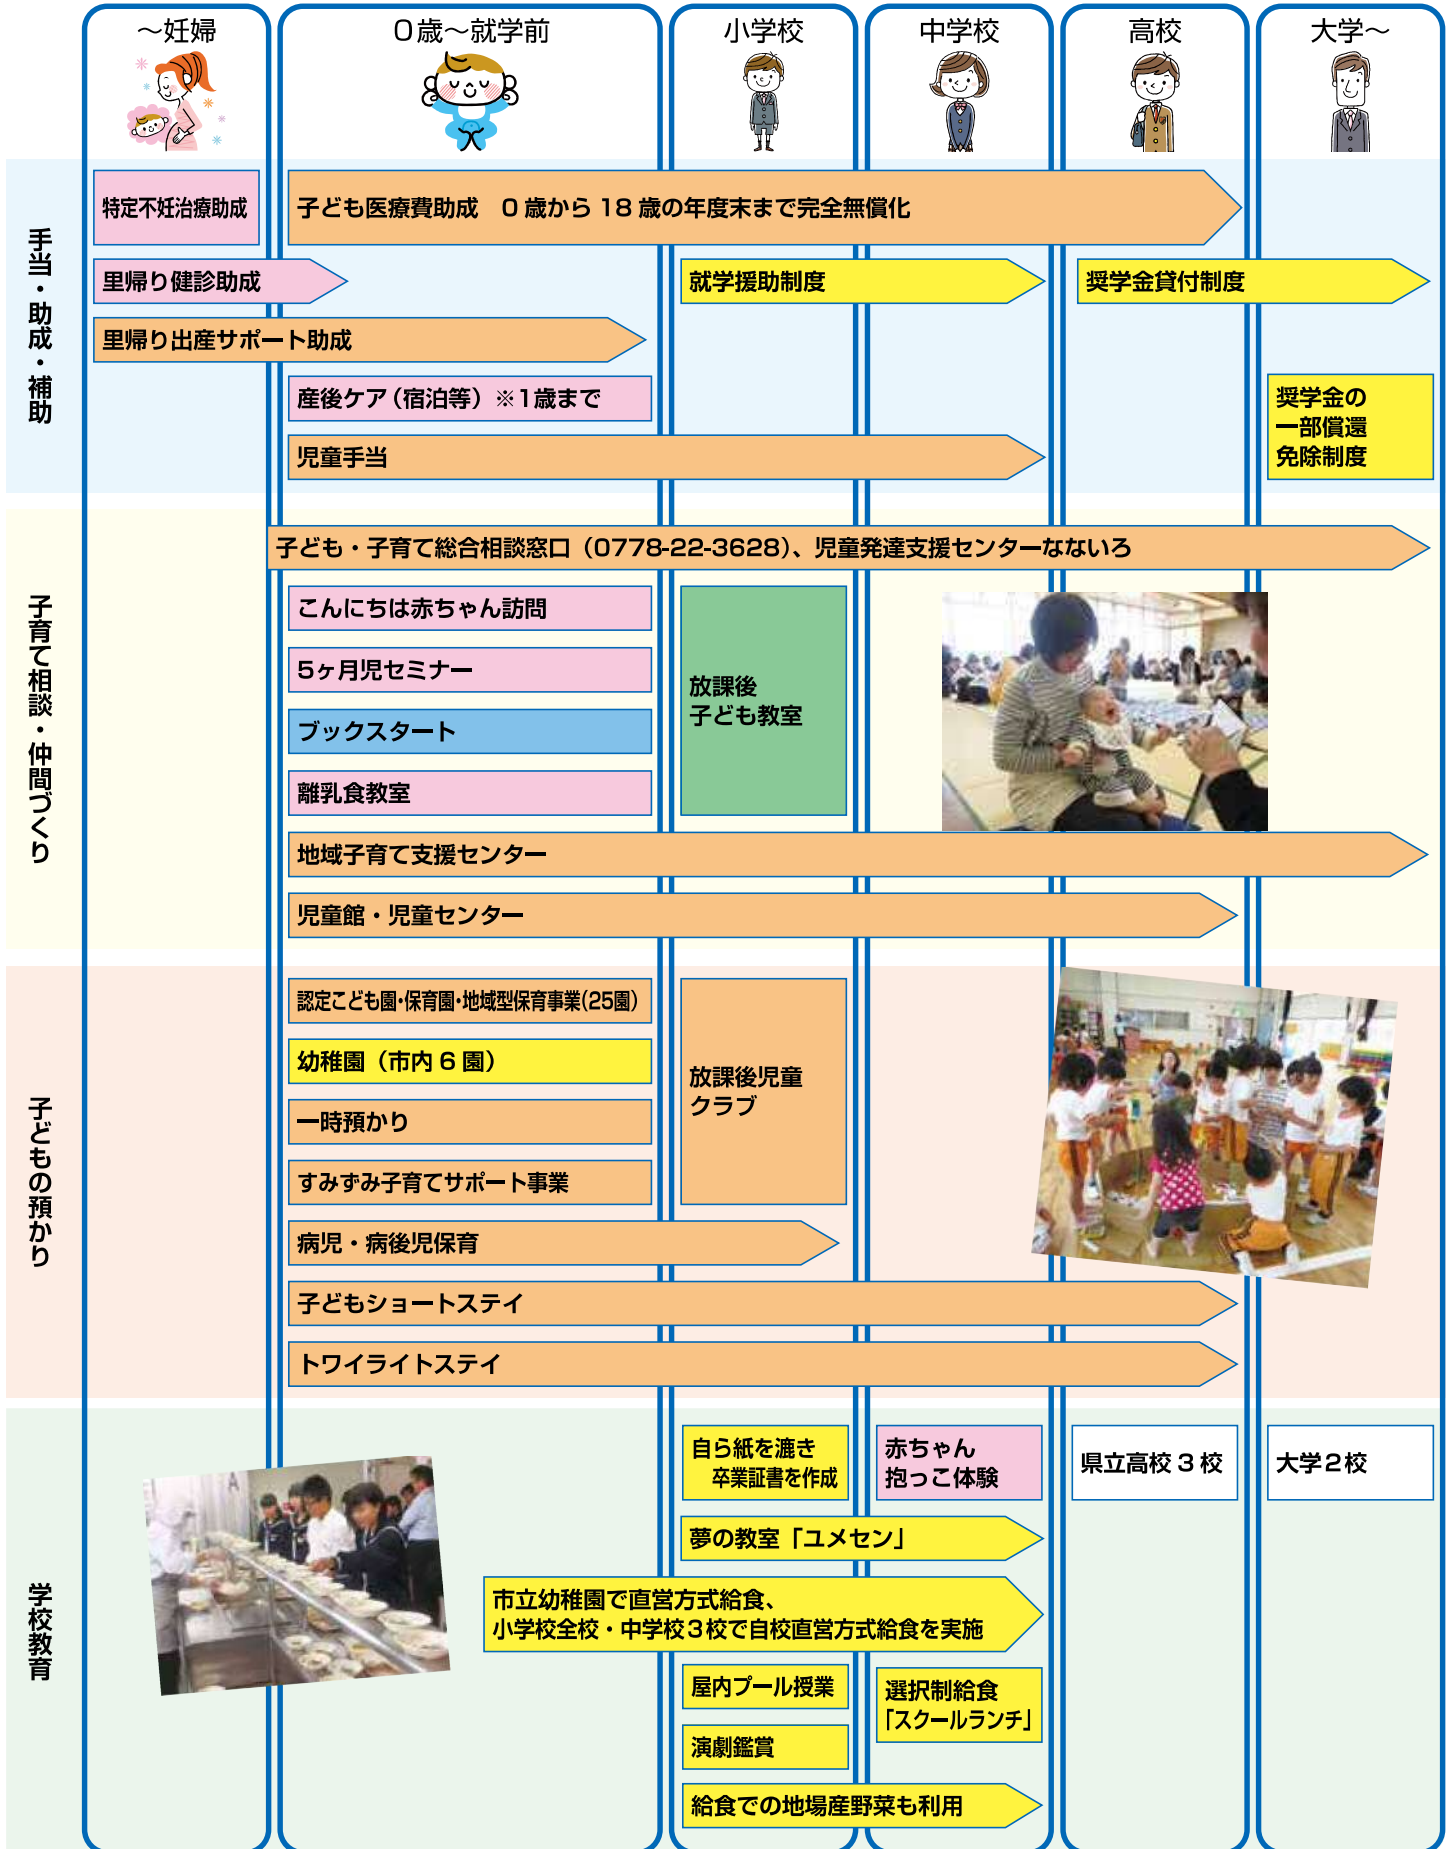 ～妊婦
0歳～就学前
小学校
中学校
高校
大学～
手当・助成・補助
特定不妊治療助成
子ども医療費助成　0歳から18歳の年度末まで完全無償化
里帰り健診助成
就学援助制度
奨学金貸付制度
里帰り出産サポート助成
産後ケア（宿泊等）※1歳まで
奨学金の
一部償還
免除制度
児童手当
子育て相談・仲間づくり
子ども・子育て総合相談窓口（0778-22-3628）、児童発達支援センターなないろ
こんにちは赤ちゃん訪問
5ヶ月児セミナー
ブックスタート
離乳食教室
放課後
子ども教室
地域子育て支援センター
児童館・児童センター
子どもの預かり
認定こども園・保育園・地域型保育事業（25園）
幼稚園（市内6園）
一時預かり
すみずみ子育てサポート事業
放課後児童
クラブ
病児・病後児保育
子どもショートステイ
トワイライトステイ
学校教育
自ら紙を漉き
卒業証書を作成
赤ちゃん
抱っこ体験
県立高校3校
大学2校
夢の教室「ユメセン」
市立幼稚園で直営方式給食、
小学校全校・中学校3校で自校直営方式給食を実施
屋内プール授業
選択制給食
「スクールランチ」
演劇鑑賞
給食での地場産野菜も利用